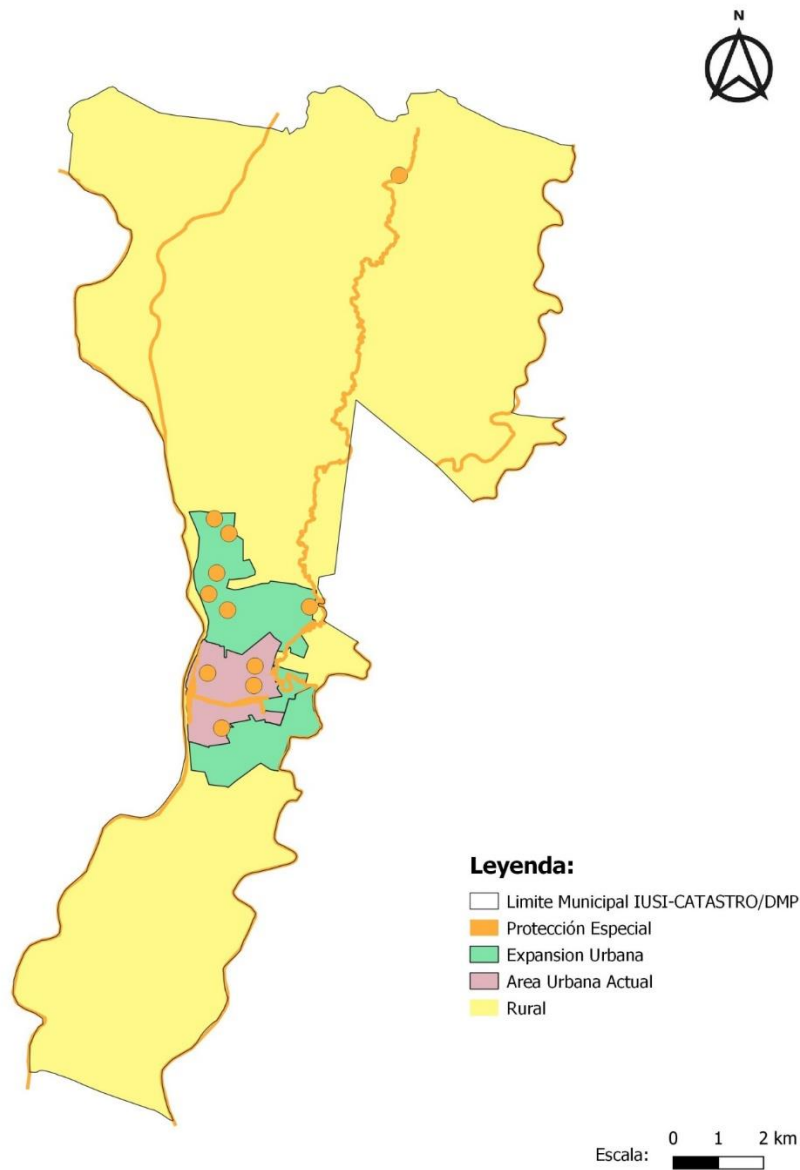 N
Leyenda:
Limite Municipal IUSI-CATASTRO/DMP
Protección Especial
Expansion Urbana
Area Urbana Actual
Rural
Escala: 0 1 2 km